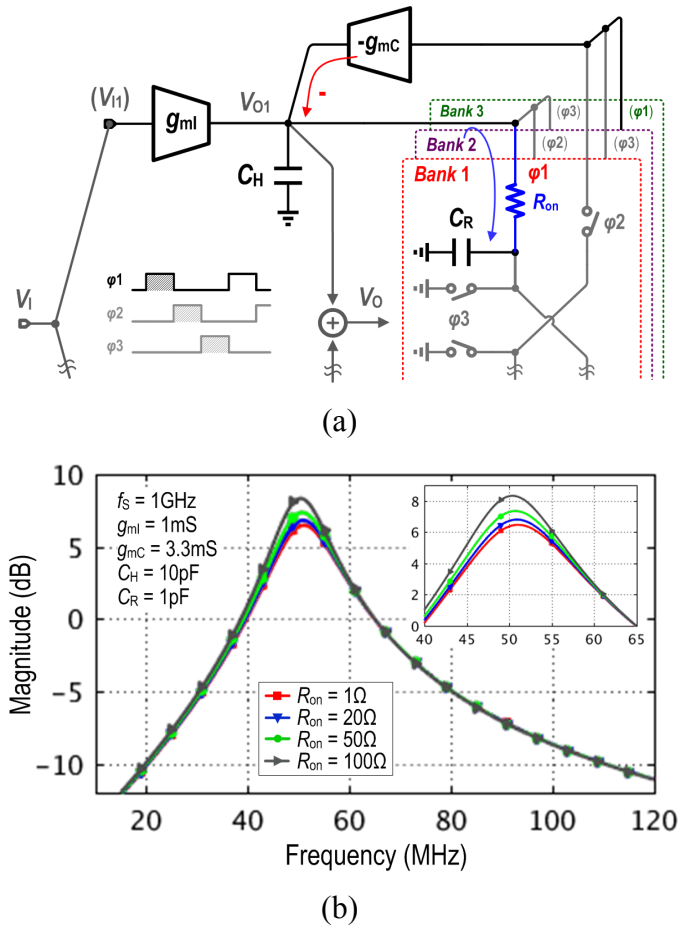 -gmC
(VI1)
gmI
VO1
CH
-
Bank 3
Bank 2
Bank 1
(φ3)
(φ1)
(φ2)
(φ3)
φ1
Ron
CR
φ2
φ3
VI
VO
+
φ1
φ2
φ3
(a)
Magnitude (dB)
10
5
0
−5
−10
fS = 1GHz
gmI = 1mS
gmC = 3.3mS
CH = 10pF
CR = 1pF
8
6
4
2
0
40 45 50 55 60 65
Ron = 1Ω
Ron = 20Ω
Ron = 50Ω
Ron = 100Ω
20 40 60 80 100 120
Frequency (MHz)
(b)